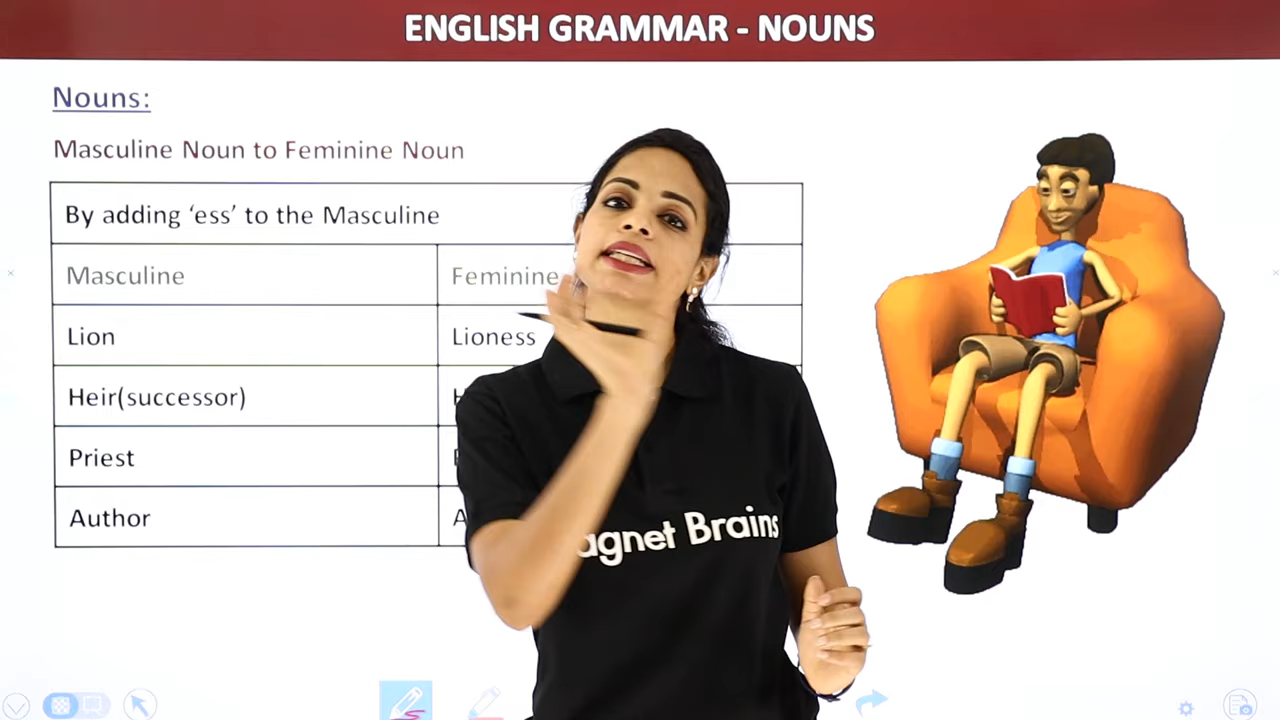 ENGLISH GRAMMAR - NOUNS
Nouns:
Masculine Noun to Feminine Noun
By adding ‘ess’ to the Masculine
Masculine Feminine
Lion Lioness
Heir(successor)
Priest
Author
Brains